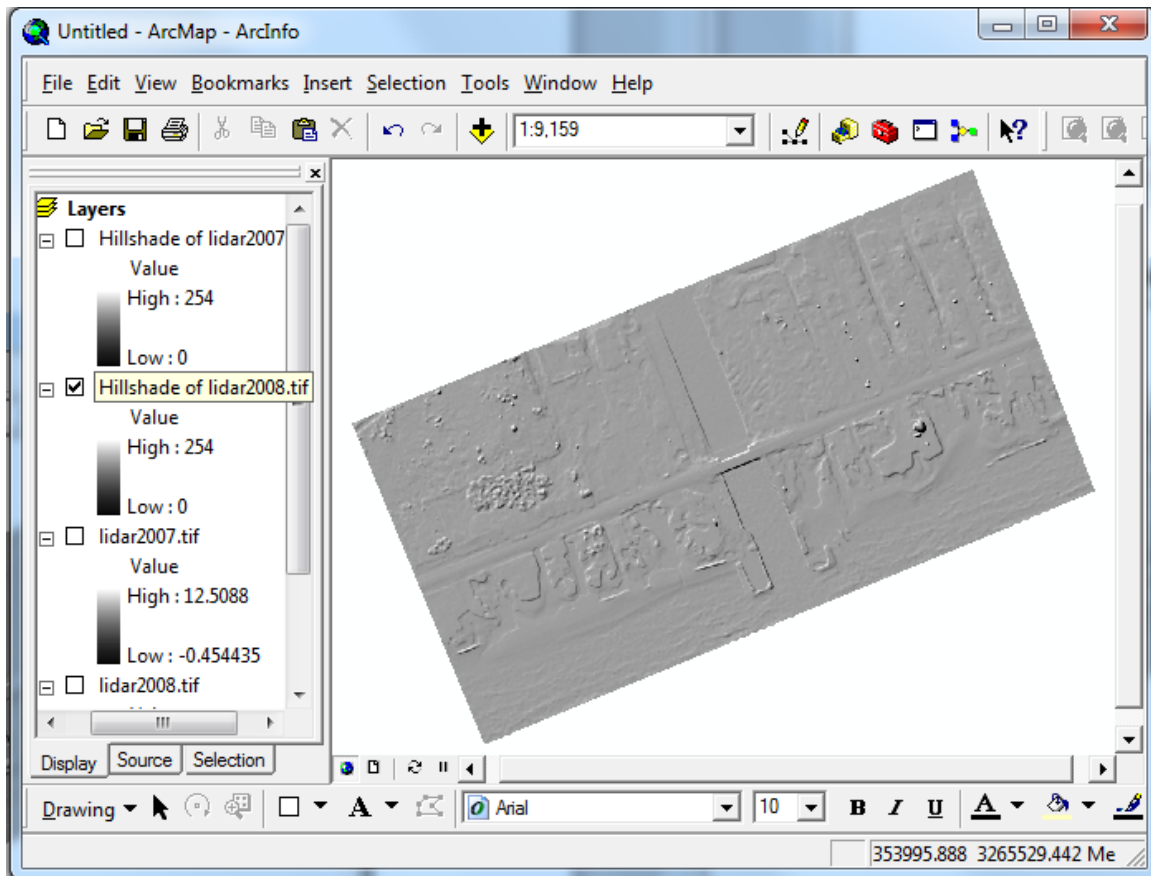 Untitled - ArcMap - ArcInfo
File Edit View Bookmarks Insert Selection Tools Window Help
1:9,159
Layers
Hillshade of lidar2007
Value
High : 254
Low : 0
Hillshade of lidar2008.tif
Value
High : 254
Low : 0
lidar2007.tif
Value
High : 12.5088
Low : -0.454435
lidar2008.tif
Display Source Selection
Drawing A Arial 10 B I U A
353995.888 3265529.442 Me